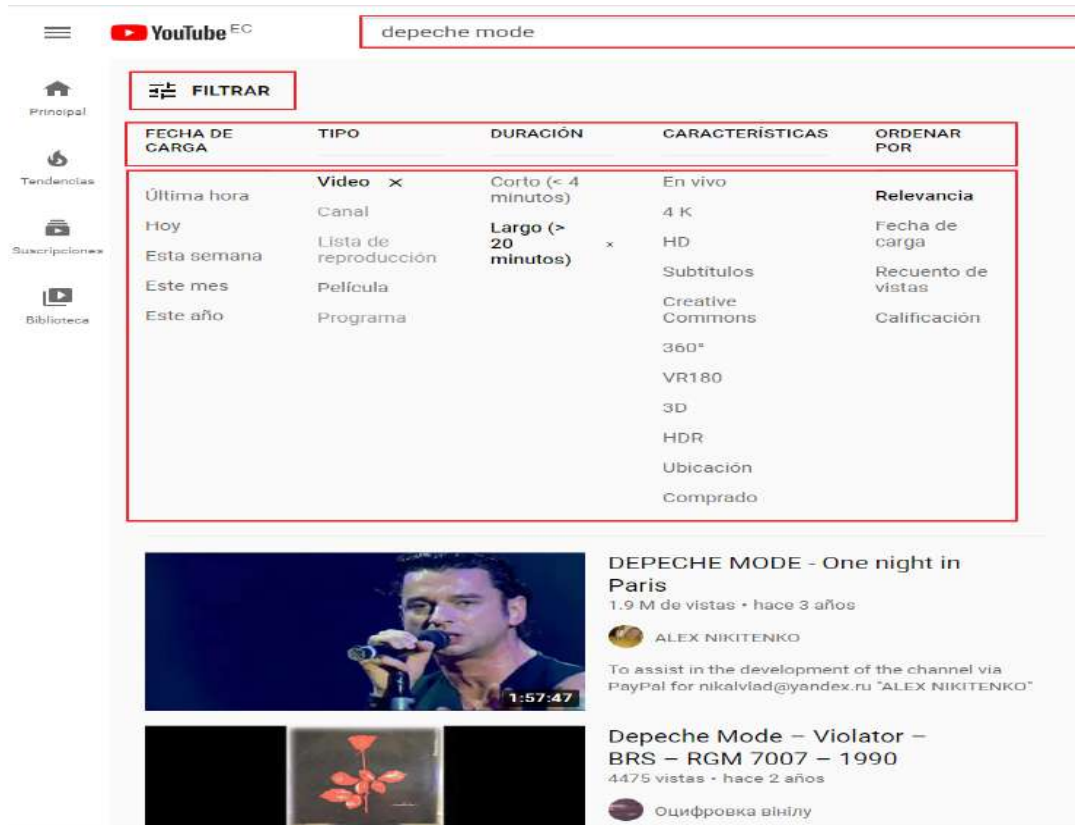 YouTube EC
depeche mode
Principal
Tendencias
Suscripciones
Biblioteca
FILTRAR
FECHA DE
CARGA
Última hora
Hoy
Esta semana
Este mes
Este año
TIPO
Video ×
Canal
Lista de
reproducción
Película
Programa
DURACIÓN
Corto (< 4
minutos)
Largo (>
20 ×
minutos)
CARACTERÍSTICAS
En vivo
4 K
HD
Subtítulos
Creative
Commons
360°
VR180
3D
HDR
Ubicación
Comprado
ORDENAR
POR
Relevancia
Fecha de
carga
Recuento de
vistas
Calificación
1:57:47
DEPECHE MODE - One night in
Paris
1.9 M de vistas • hace 3 años
ALEX NIKITENKO
To assist in the development of the channel via
PayPal for nikalvlad@yandex.ru "ALEX NIKITENKO"
Depeche Mode – Violator –
BRS – RGM 7007 – 1990
4475 vistas • hace 2 años
Оцифровка вінілу